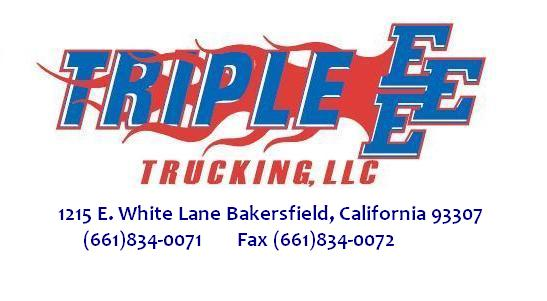 TRIPLE EEE
TRUCKING, LLC
1215 E. White Lane Bakersfield, California 93307
(661)834-0071 Fax (661)834-0072